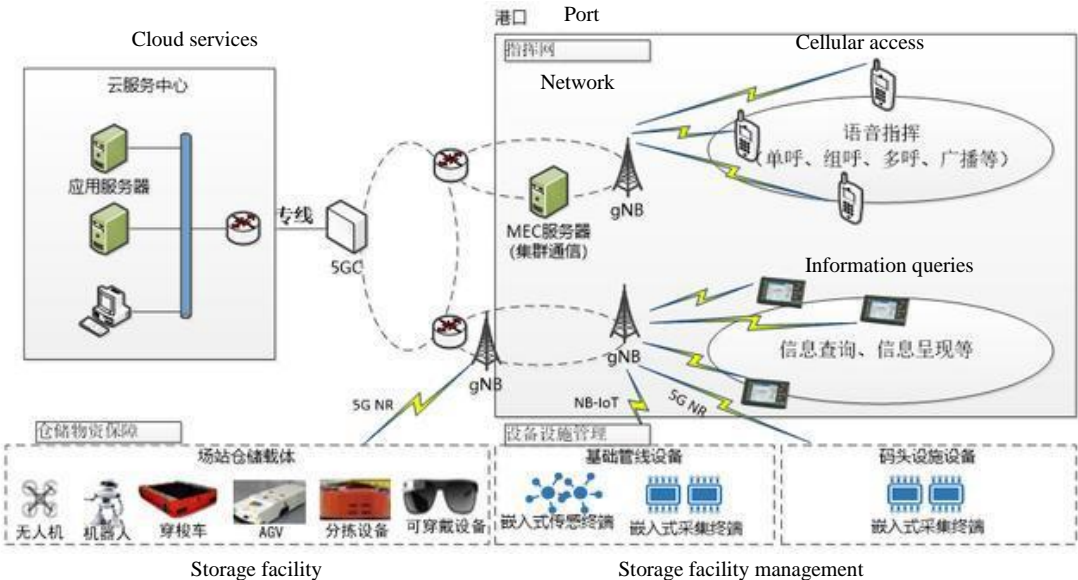 港口
Port
Cloud services
指挥网
Cellular access
云服务中心
Network
语音指挥
（单呼、组呼、多呼、广播等）
应用服务器
专线
gNB
MEC服务器
(集群通信)
5GC
Information queries
gNB
信息查询、信息呈现等
gNB
5G NR
NB-IoT
5G NR
仓储物资保障
设备设施管理
场站仓储载体
基础管线设备
码头设施设备
无人机
机器人
穿梭车
AGV
分拣设备
可穿戴设备
嵌入式传感终端
嵌入式采集终端
嵌入式采集终端
Storage facility
Storage facility management